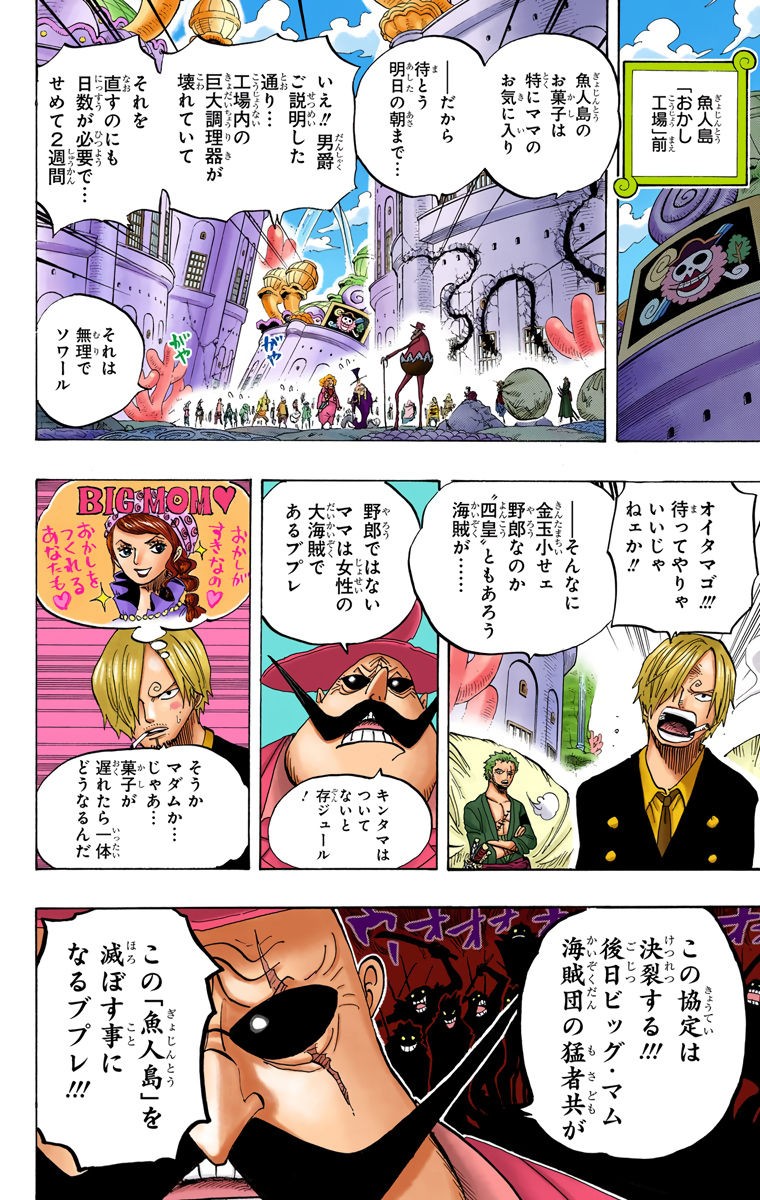 魚人島
「おかし
工場」前
魚人島の
お菓子は
特にママの
お気に入り
──だから
待とう
明日の朝まで…
いえ!!男爵
ご説明した
通り…
工場内の
巨大調理器が
壊れていて
それを
直すのにも
日数が必要で…
せめて2週間
それは
無理で
ソワール
ガヤ
ガヤ
オイタマゴ!!!
待ってやりゃ
いいじゃ
ねェか!!
──そんなに
金玉小せェ
野郎なのか
"四皇"ともあろう
海賊が……
野郎ではない
ママは女性の
大海賊で
あるブプレ
キンタマは
ついて
ないと
存ジュール
!
BIG MOM♡
おかしが
すきなの♡
おかしを
つくれる
あなたも♡
そうか
マダムか…
じゃあ…
菓子が
遅れたら一体
どうなるんだ
この協定は
決裂する!!!
後日ビッグ・マム
海賊団の猛者共が
ウオオオオ
この「魚人島」を
滅ぼす事に
なるブプレ!!!